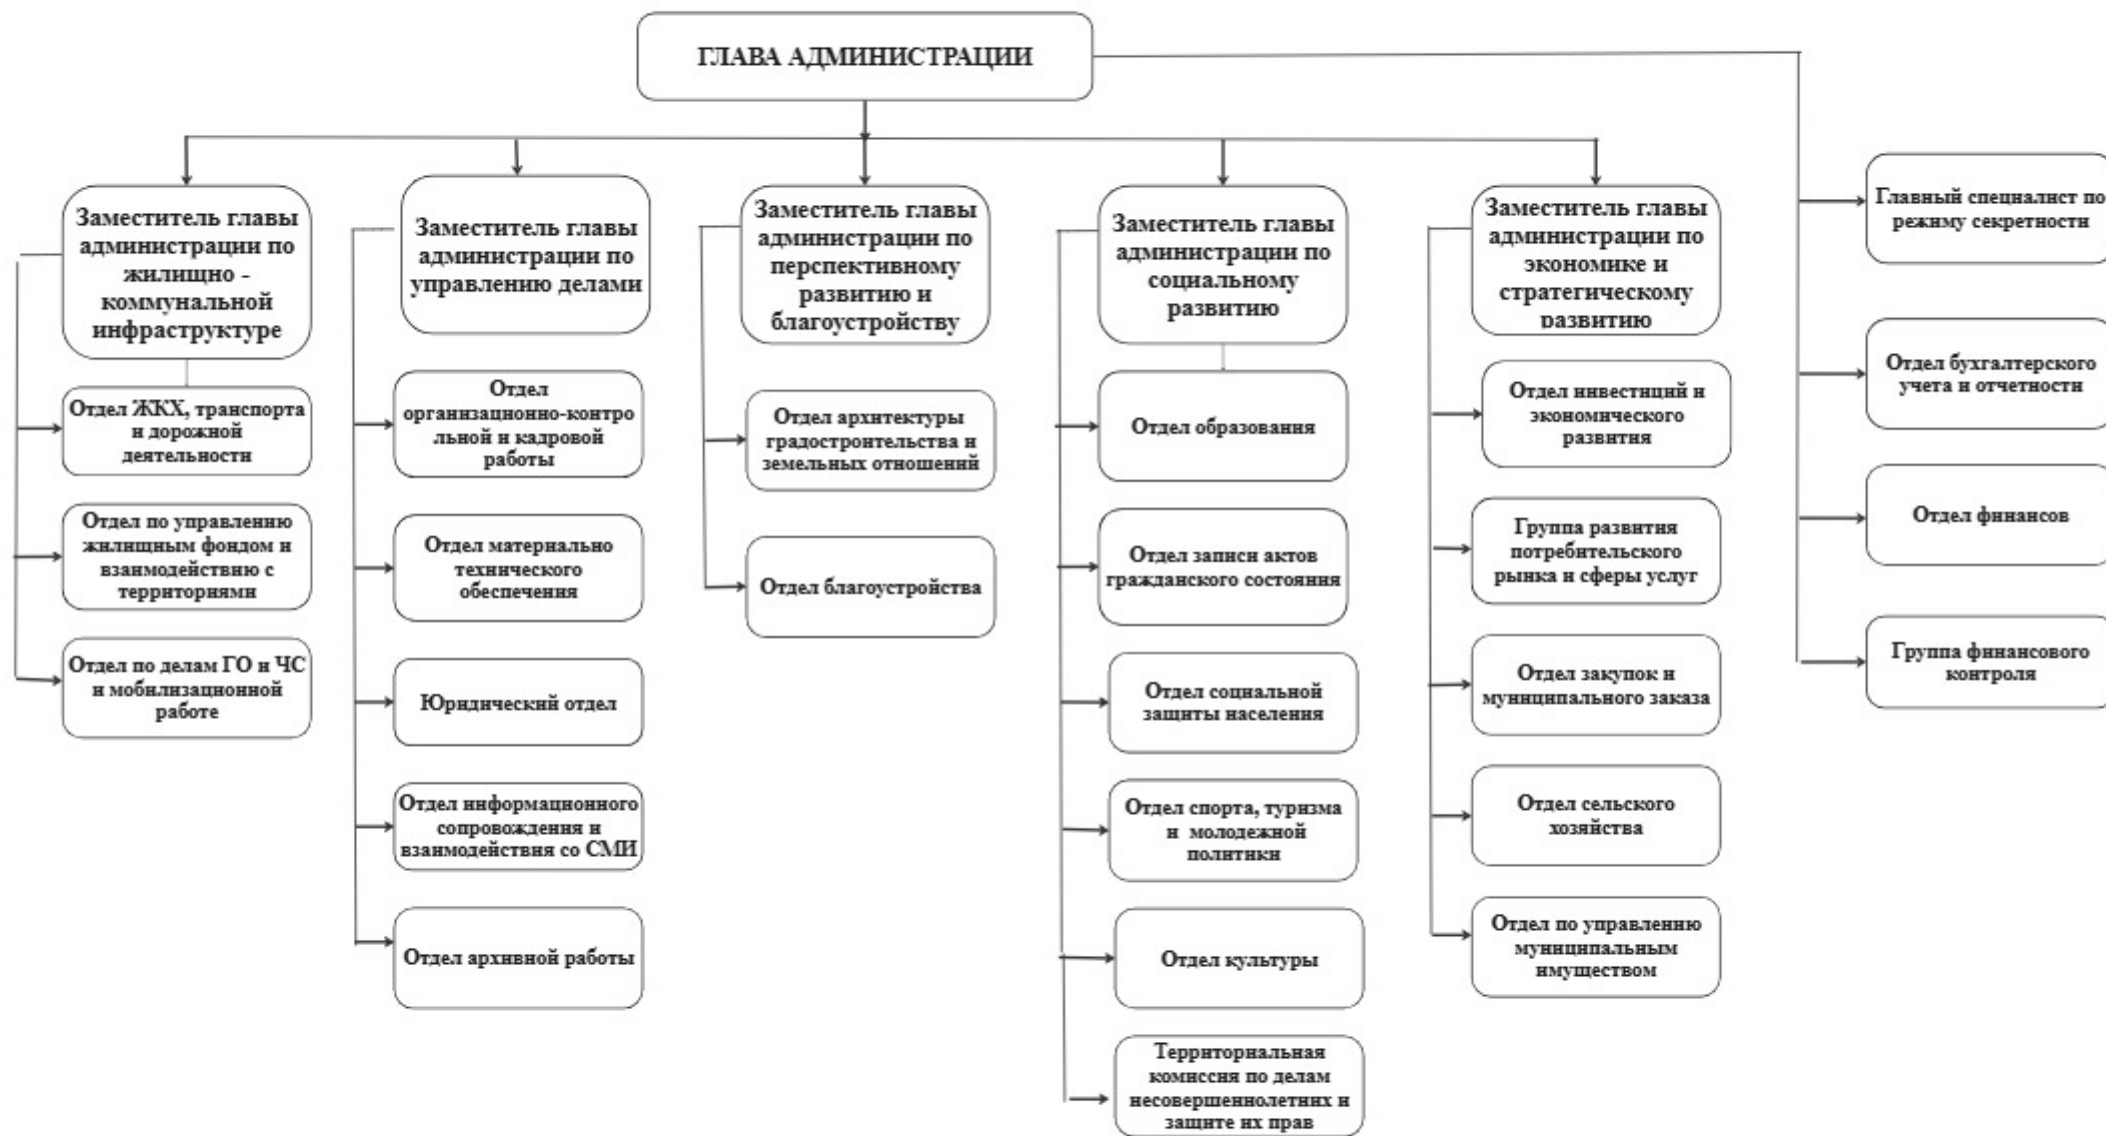 ГЛАВА АДМИНИСТРАЦИИ
Заместитель главы
администрации по
жилищно -
коммунальной
инфраструктуре
Отдел ЖКХ, транспорта
и дорожной
деятельности
Отдел по управлению
жилищным фондом и
взаимодействию с
территориями
Отдел по делам ГО и ЧС
и мобилизационной
работе
Заместитель главы
администрации по
управлению делами
Отдел
организационно-контро
льной и кадровой
работы
Отдел материально
технического
обеспечения
Юридический отдел
Отдел информационного
сопровождения и
взаимодействия со СМИ
Отдел архивной работы
Заместитель главы
администрации по
перспективному
развитию и
благоустройству
Отдел архитектуры
градостроительства и
земельных отношений
Отдел благоустройства
Заместитель главы
администрации по
социальному
развитию
Отдел образования
Отдел записи актов
гражданского состояния
Отдел социальной
защиты населения
Отдел спорта, туризма
и молодежной
политики
Отдел культуры
Территориальная
комиссия по делам
несовершеннолетних и
защите их прав
Заместитель главы
администрации по
экономике и
стратегическому
развитию
Отдел инвестиций и
экономического
развития
Группа развития
потребительского
рынка и сферы услуг
Отдел закупок и
муниципального заказа
Отдел сельского
хозяйства
Отдел по управлению
муниципальным
имуществом
Главный специалист по
режиму секретности
Отдел бухгалтерского
учета и отчетности
Отдел финансов
Группа финансового
контроля